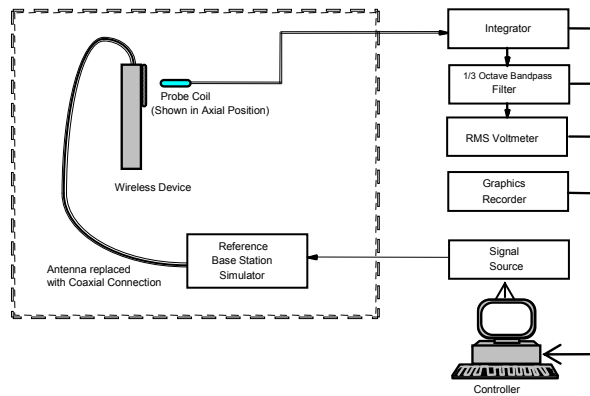 Integrator
1/3 Octave Bandpass
Filter
RMS Voltmeter
Graphics
Recorder
Probe Coil
(Shown in Axial Position)
Wireless Device
Reference
Base Station
Simulator
Antenna replaced
with Coaxial Connection
Signal
Source
Controller